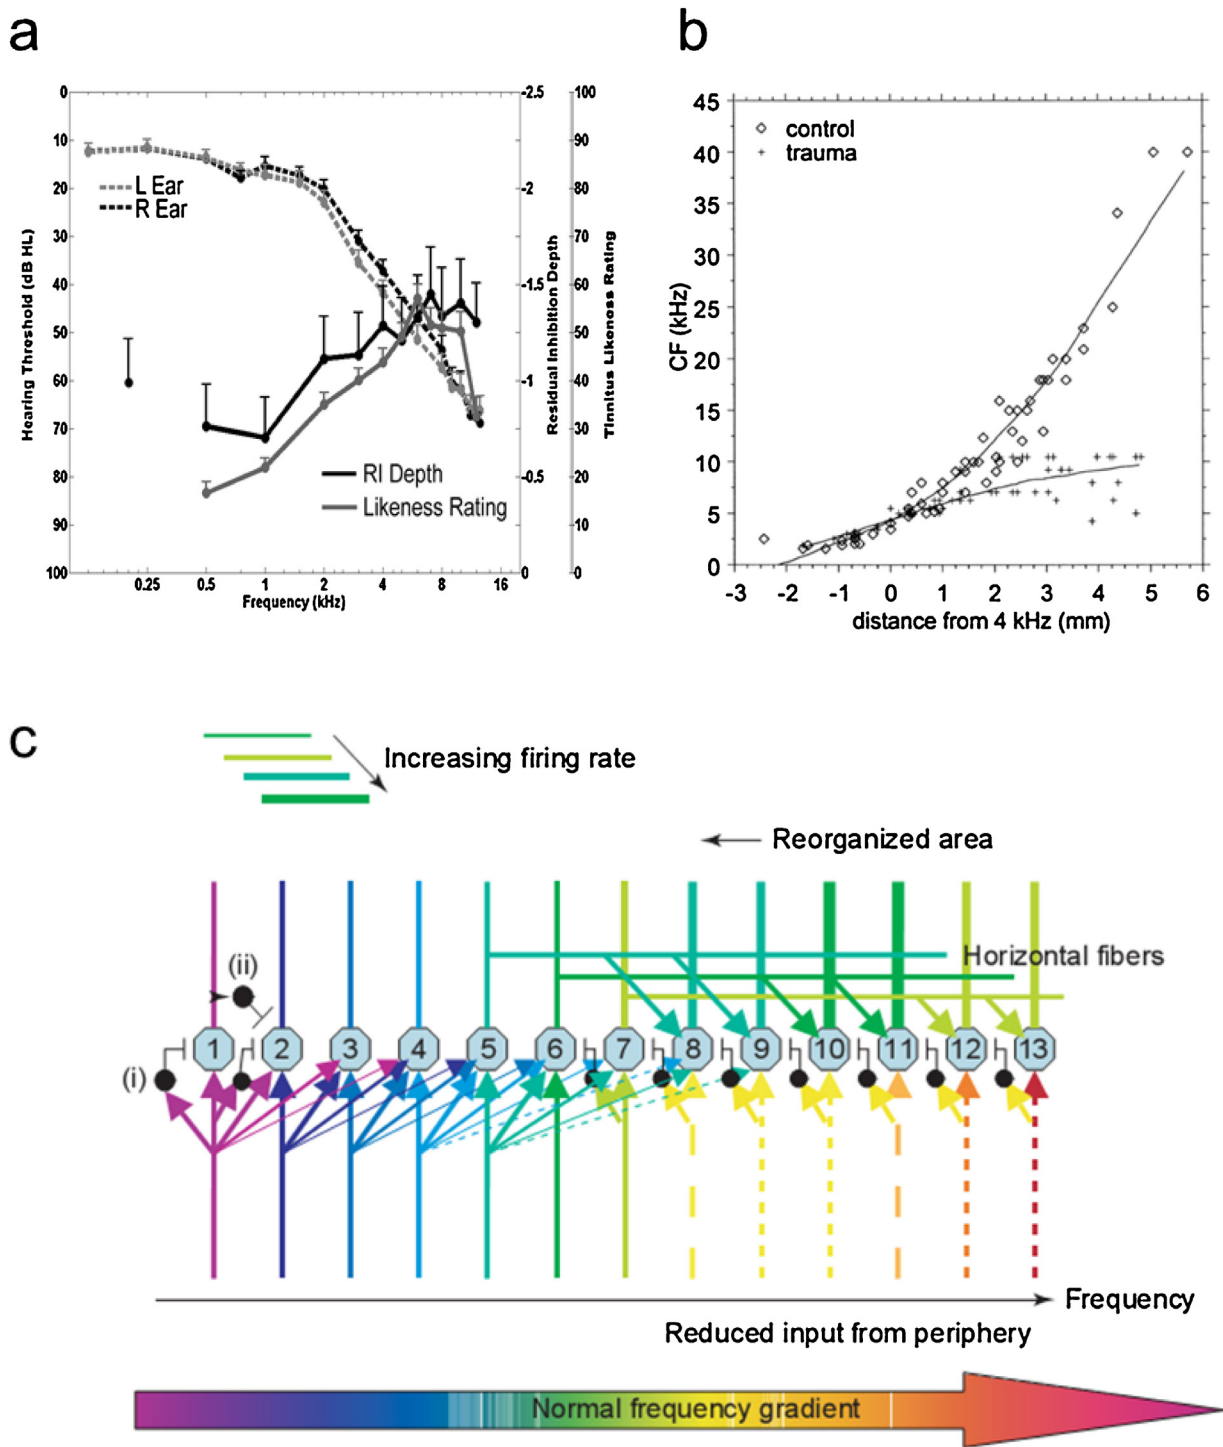 a
b
0
10
20
30
40
50
60
70
80
90
100
Hearing Threshold (dB HL)
L Ear
R Ear
RI Depth
Likeness Rating
0.25
0.5
1
2
4
8
16
Frequency (kHz)
-2.5
-2
-1.5
-1
-0.5
0
Residual Inhibition Depth
100
90
80
70
60
50
40
30
20
10
0
Tinnitus Likeness Rating
45
40
35
30
25
20
15
10
5
0
CF (kHz)
control
trauma
-3
-2
-1
0
1
2
3
4
5
6
distance from 4 kHz (mm)
c
Increasing firing rate
Reorganized area
Horizontal fibers
(ii)
1
2
3
4
5
6
7
8
9
10
11
12
13
(i)
Frequency
Reduced input from periphery
Normal frequency gradient